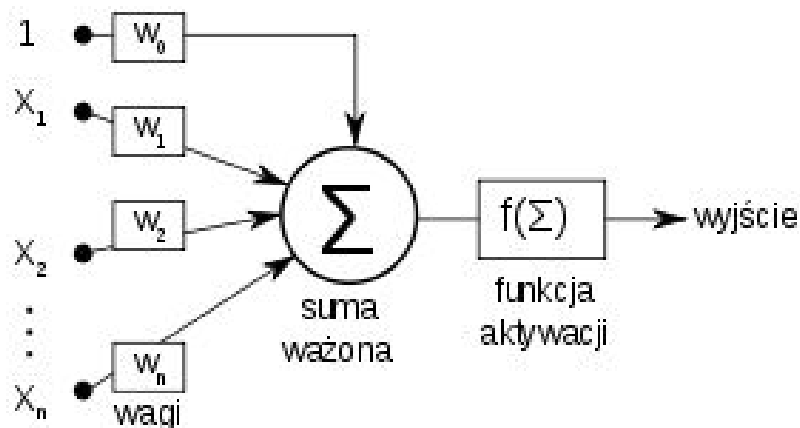 1 W₀
X₁ W₁
X₂ W₂
Xₙ Wₙ
wagi
Σ
suma
ważona
f(Σ)
funkcja
aktywacji
wyjście